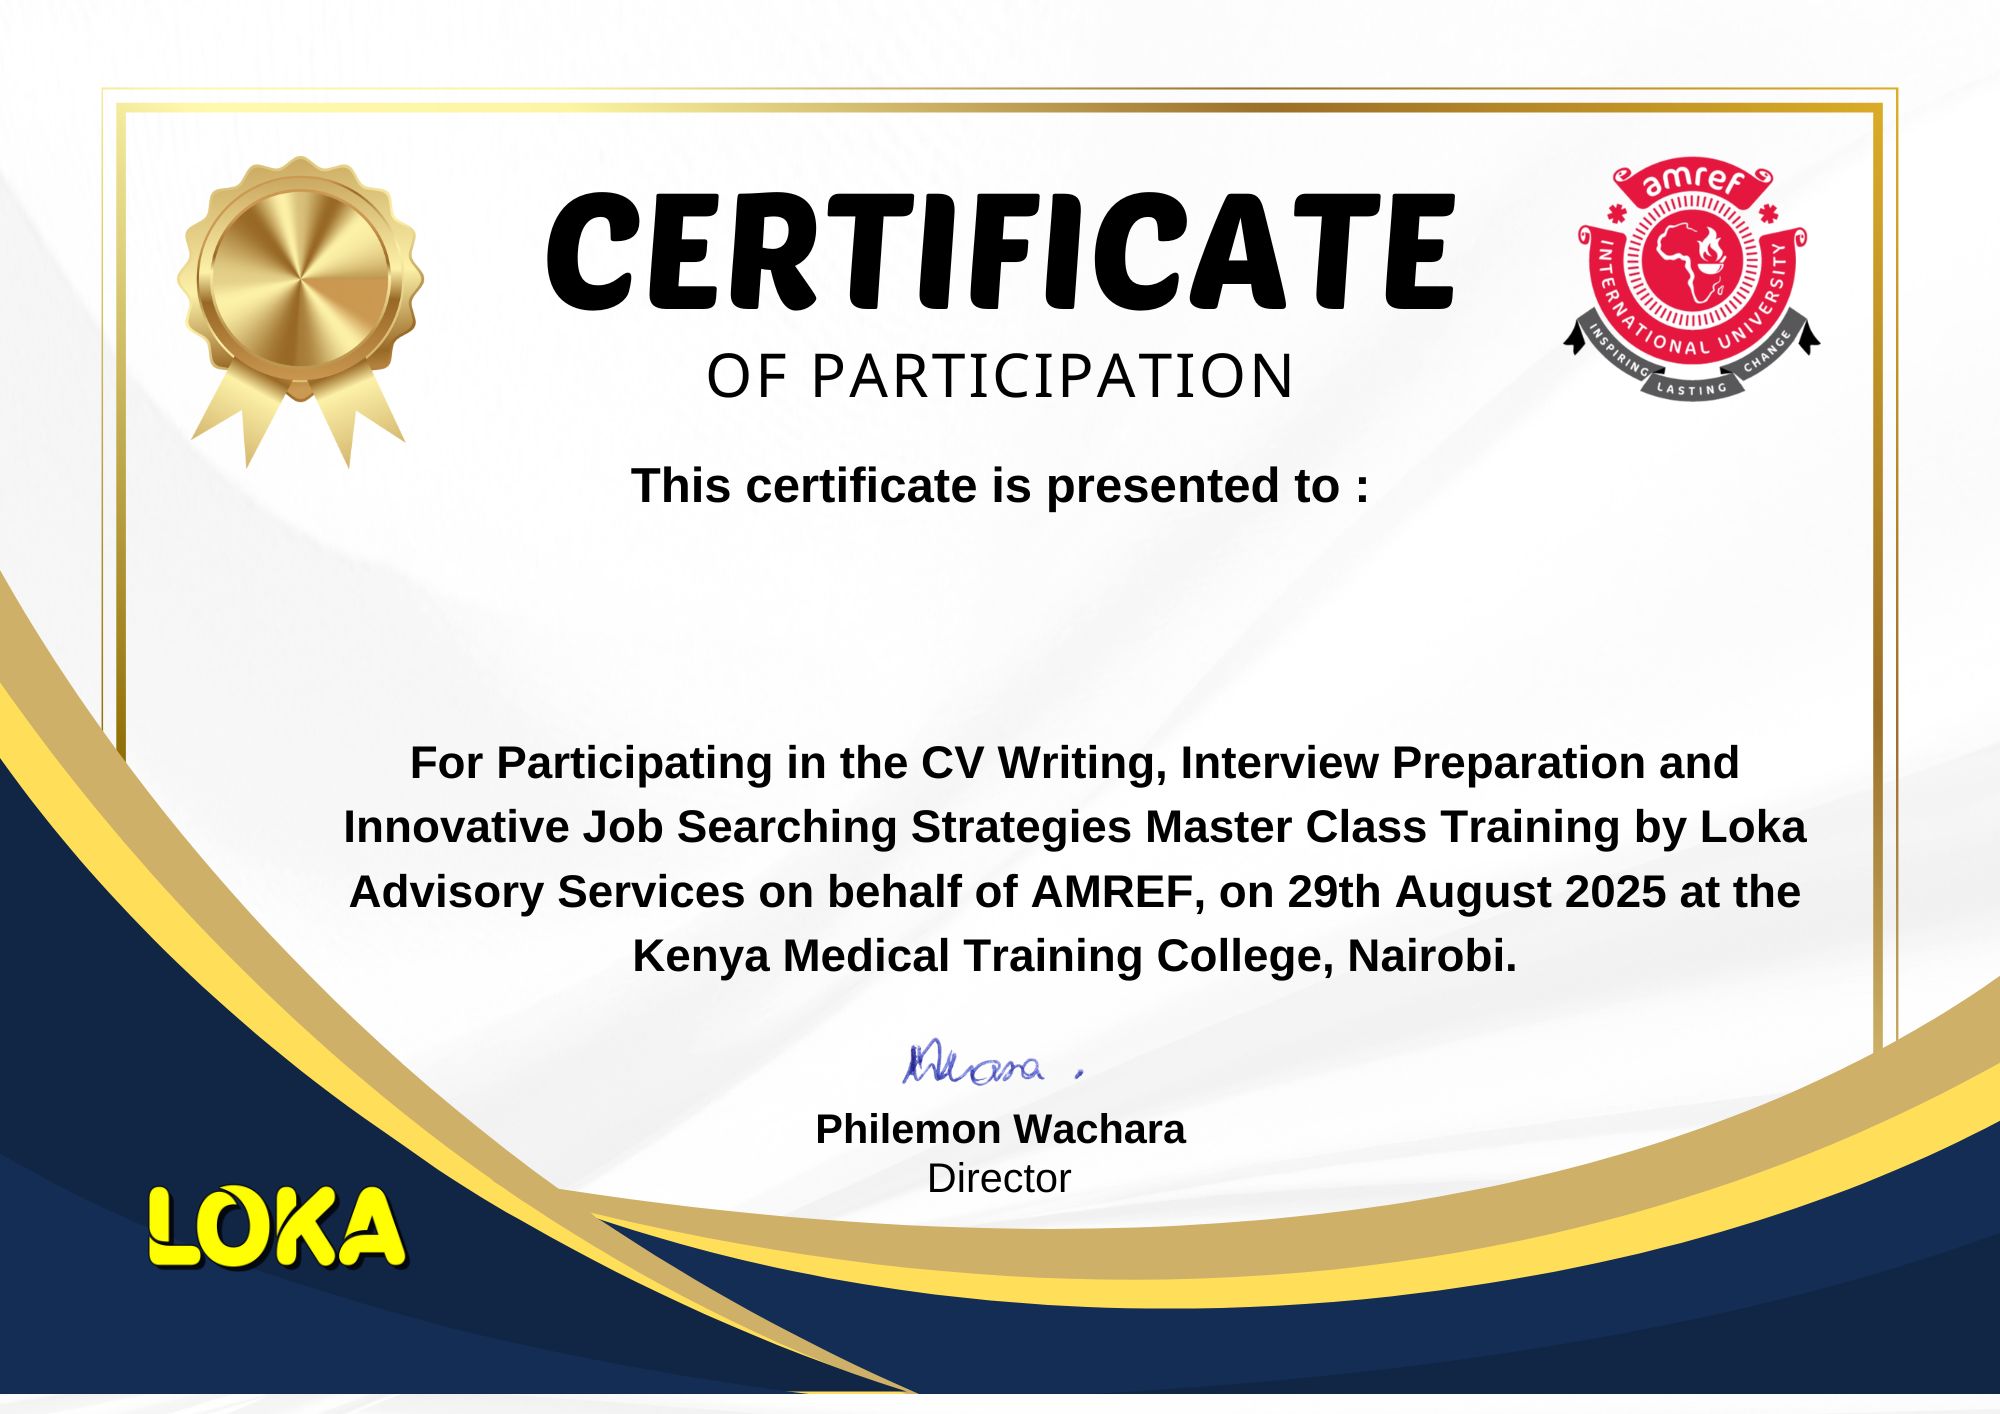 CERTIFICATE
OF PARTICIPATION
amref
INTERNATIONAL UNIVERSITY
INSPIRING LASTING CHANGE
This certificate is presented to :
For Participating in the CV Writing, Interview Preparation and
Innovative Job Searching Strategies Master Class Training by Loka
Advisory Services on behalf of AMREF, on 29th August 2025 at the
Kenya Medical Training College, Nairobi.
Philemon Wachara
Director
LOKA